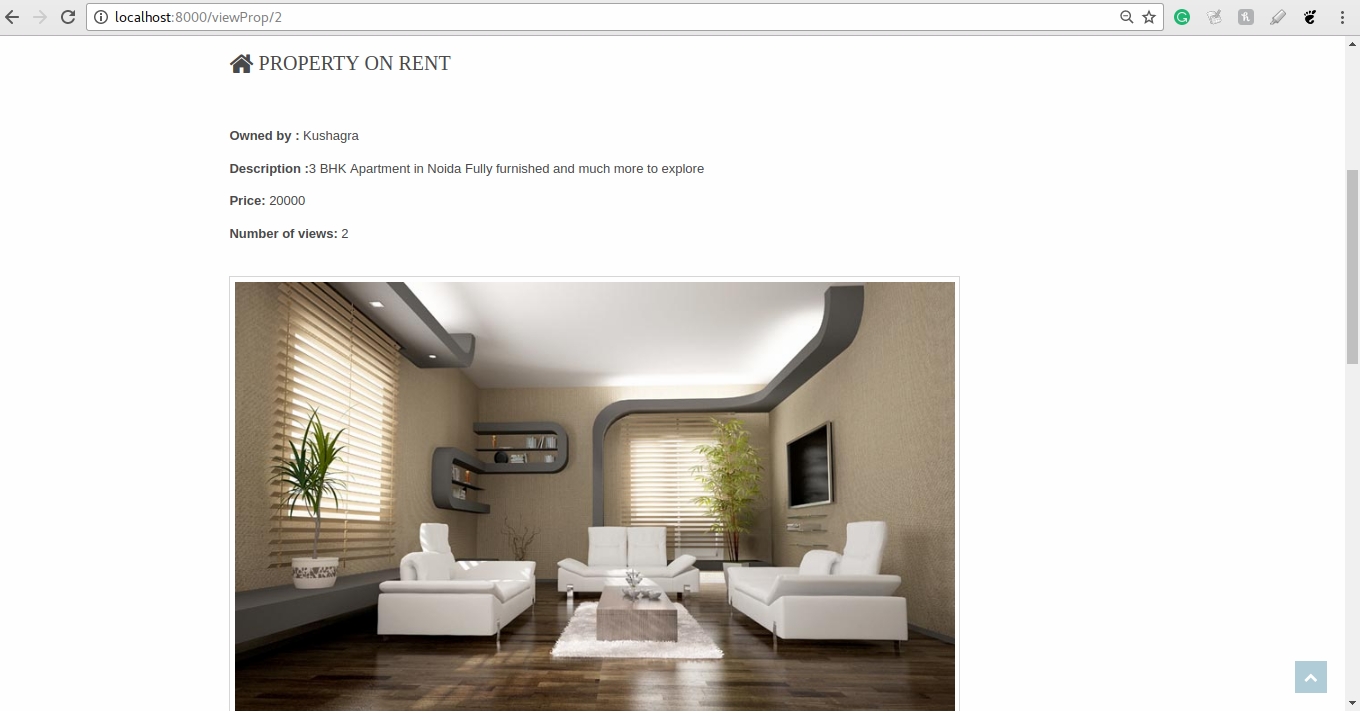 localhost:8000/viewProp/2
PROPERTY ON RENT
Owned by : Kushagra
Description :3 BHK Apartment in Noida Fully furnished and much more to explore
Price: 20000
Number of views: 2